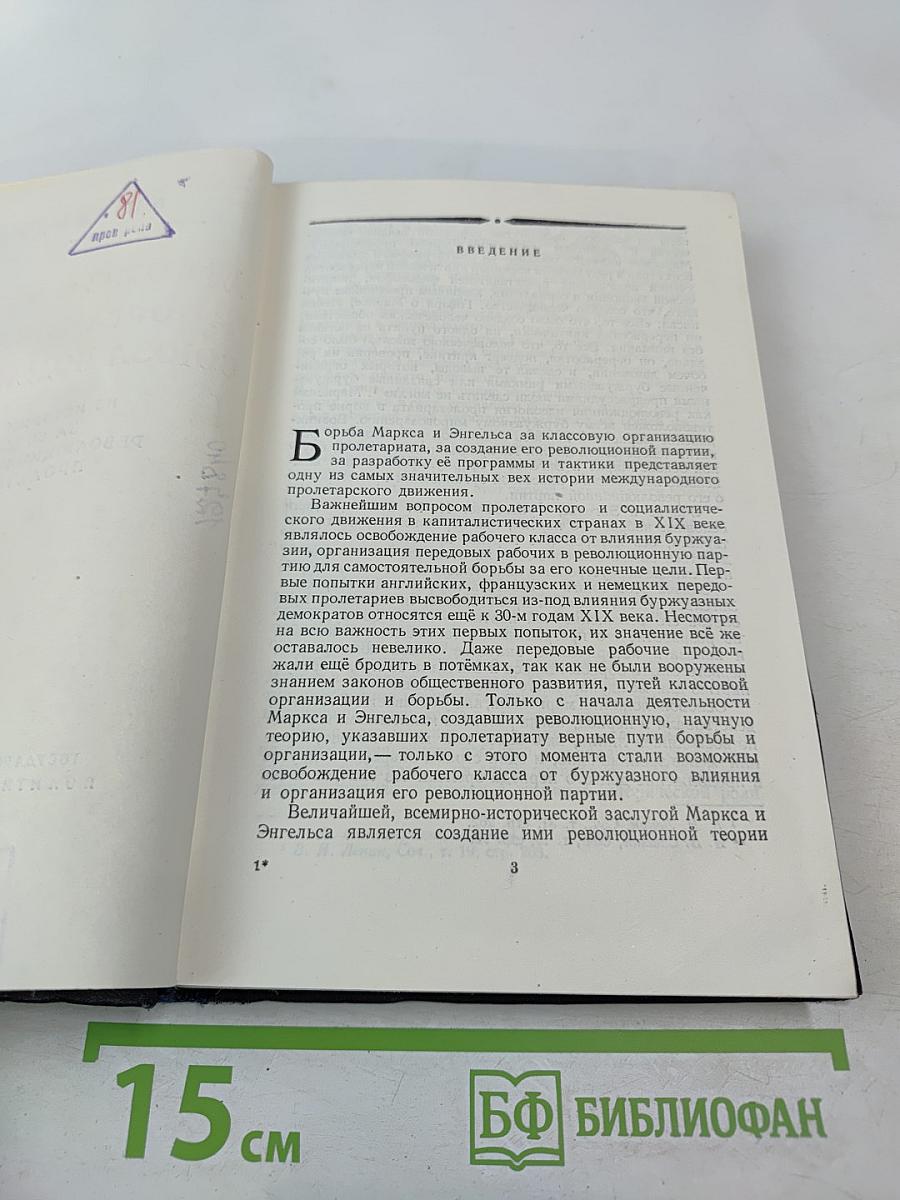 81
ВВЕДЕНИЕ
Борьба Маркса и Энгельса за классовую организацию
пролетариата, за создание его революционной партии,
за разработку её программы и тактики представляет
одну из самых значительных вех истории международного
пролетарского движения.
Важнейшим вопросом пролетарского и социалистиче-
ского движения в капиталистических странах в XIX веке
являлось освобождение рабочего класса от влияния буржуа-
зии, организация передовых рабочих в революционную пар-
тию для самостоятельной борьбы за его конечные цели. Пер-
вые попытки английских, французских и немецких передо-
вых пролетариев высвободиться из-под влияния буржуазных
демократов относятся ещё к 30-м годам XIX века. Несмотря
на всю важность этих первых попыток, их значение всё же
оставалось невелико. Даже передовые рабочие продол-
жали ещё бродить в потёмках, так как не были вооружены
знанием законов общественного развития, путей классовой
организации и борьбы. Только с начала деятельности
Маркса и Энгельса, создавших революционную, научную
теорию, указавших пролетариату верные пути борьбы и
организации,— только с этого момента стали возможны
освобождение рабочего класса от буржуазного влияния
и организация его революционной партии.
Величайшей, всемирно-исторической заслугой Маркса и
Энгельса является создание ими революционной теории
1*
3
15 см
БФ БИБЛИОФАН